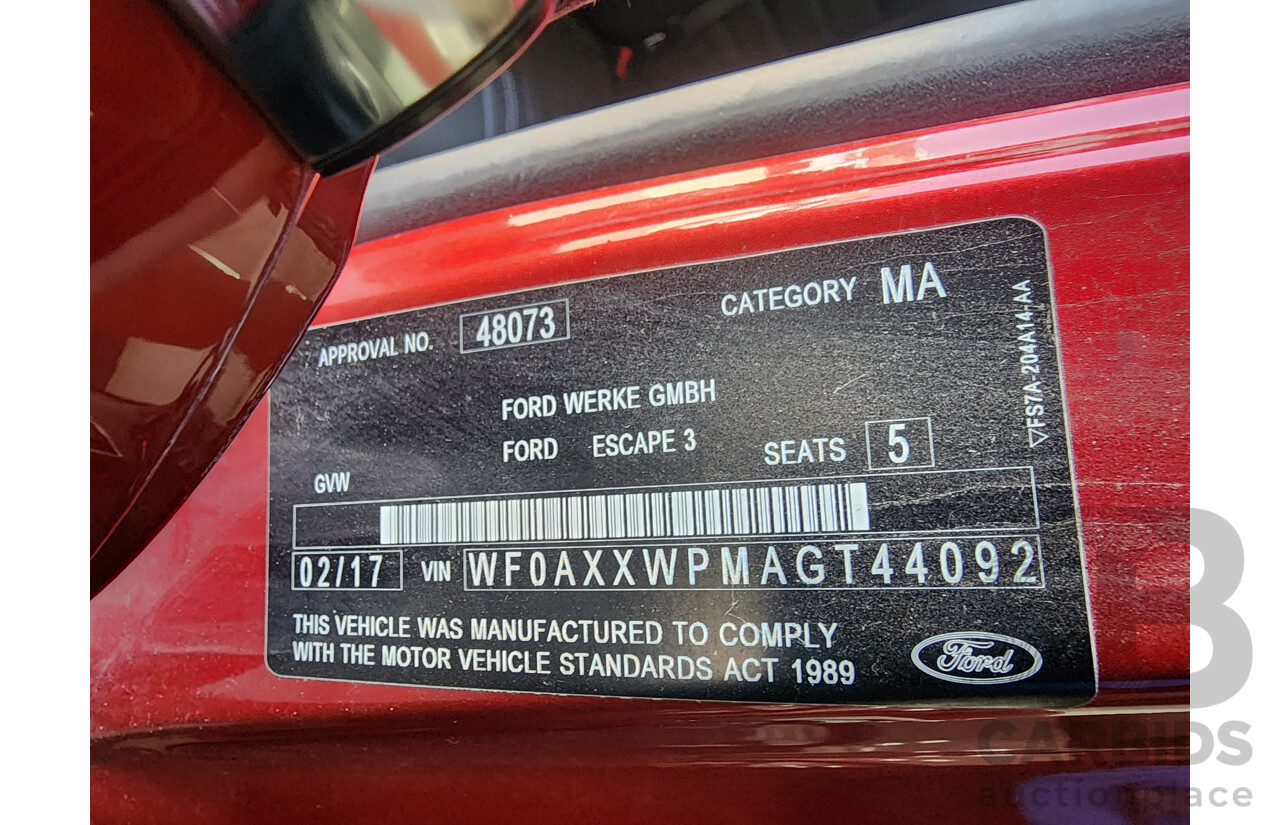 APPROVAL NO. 48073 CATEGORY MA
FORD WERKE GMBH
FORD ESCAPE 3 SEATS 5
GVW
02/17 VIN WF0AXXWPMAGT44092
THIS VEHICLE WAS MANUFACTURED TO COMPLY
WITH THE MOTOR VEHICLE STANDARDS ACT 1989
Ford
▽FS7A-204A14-AA
B
CARBIDS
auctionplace